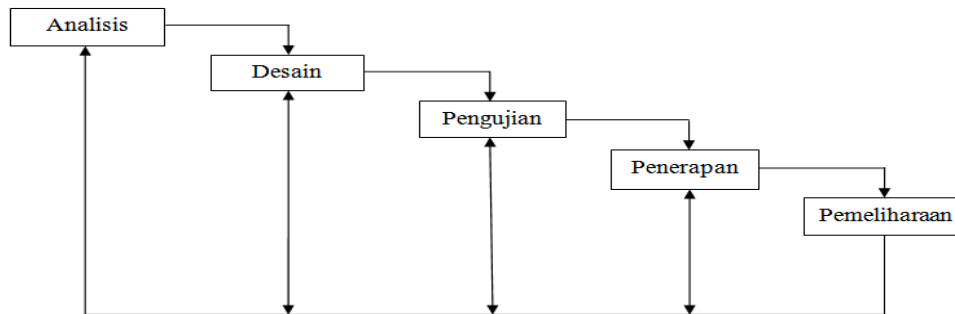 Analisis
Desain
Pengujian
Penerapan
Pemeliharaan